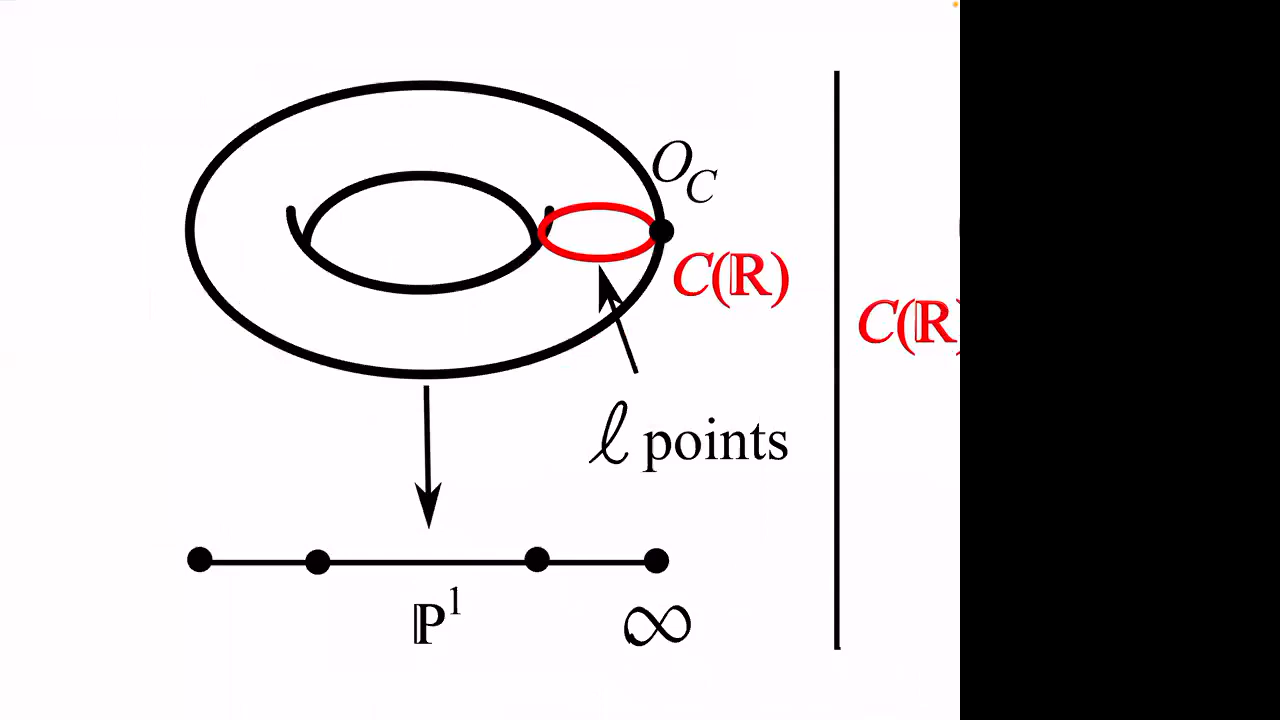 O_C
C(ℝ)
C(ℝ)
ℓ points
ℙ¹
∞